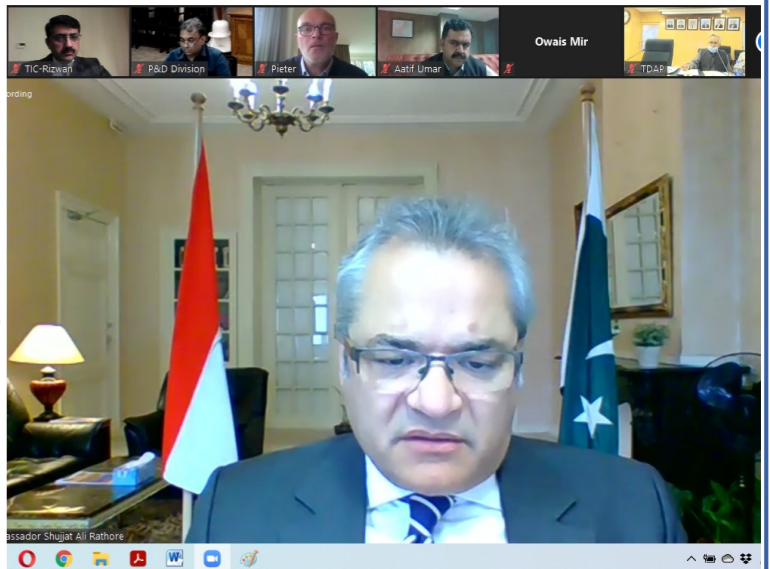 TIC-Rizwan
P&D Division
Pieter
Aatif Umar
Owais Mir
TDAP
ording
assador Shujjat Ali Rathore